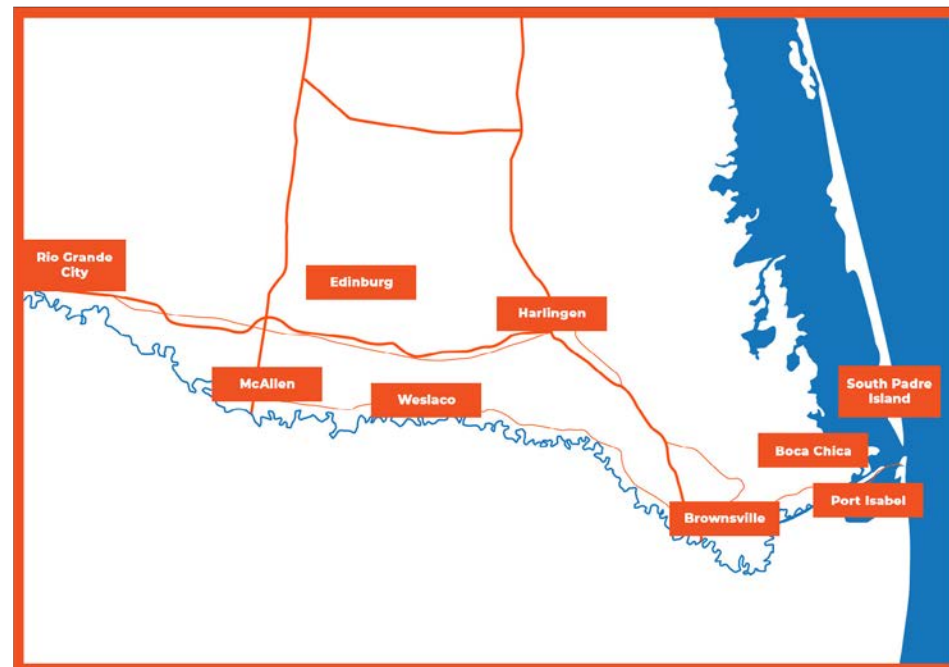 Rio Grande
City
Edinburg
Harlingen
McAllen
Weslaco
South Padre
Island
Boca Chica
Port Isabel
Brownsville